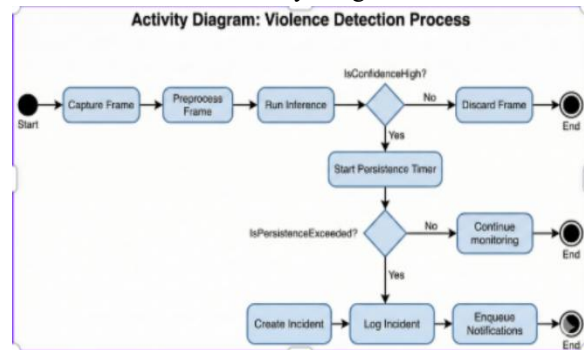 Activity Diagram: Violence Detection Process
IsConfidenceHigh?
Start
Capture Frame
Preprocess
Frame
Run Inference
No
Discard Frame
End
Yes
Start Persistence Timer
IsPersistenceExceeded?
No
Continue
monitoring
End
Yes
Create Incident
Log Incident
Enqueue
Notifications
End